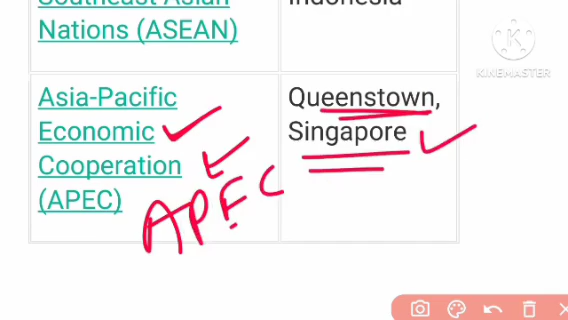 Southeast Asian
Indonesia
Nations (ASEAN)
KINEMASTER
Asia-Pacific
Economic
Cooperation
(APEC)
Queenstown,
Singapore
APEC